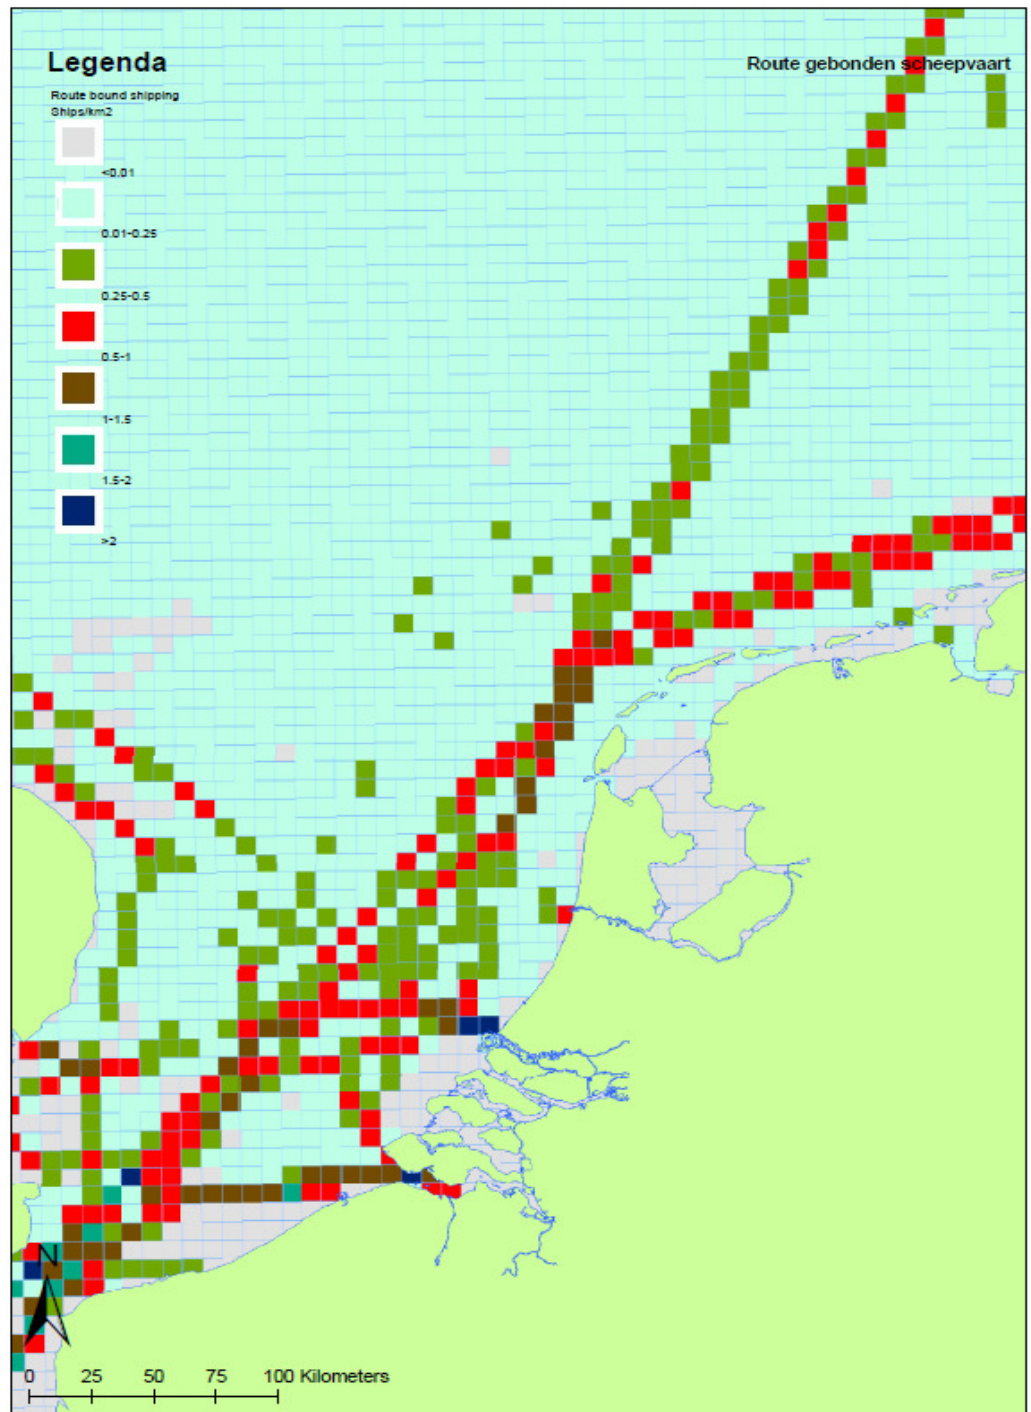 Legenda
Route gebonden scheepvaart
Route bound shipping
Ships/km2
<0.01
0.01-0.25
0.25-0.5
0.5-1
1-1.5
1.5-2
>2
N
0 25 50 75 100 Kilometers